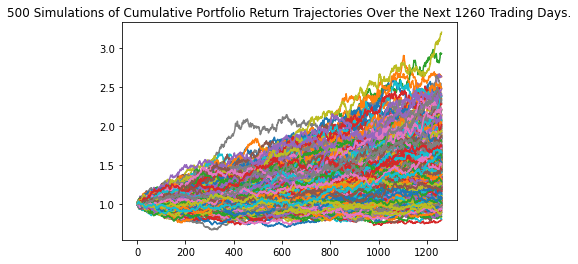 500 Simulations of Cumulative Portfolio Return Trajectories Over the Next 1260 Trading Days.
3.0
2.5
2.0
1.5
1.0
0 200 400 600 800 1000 1200